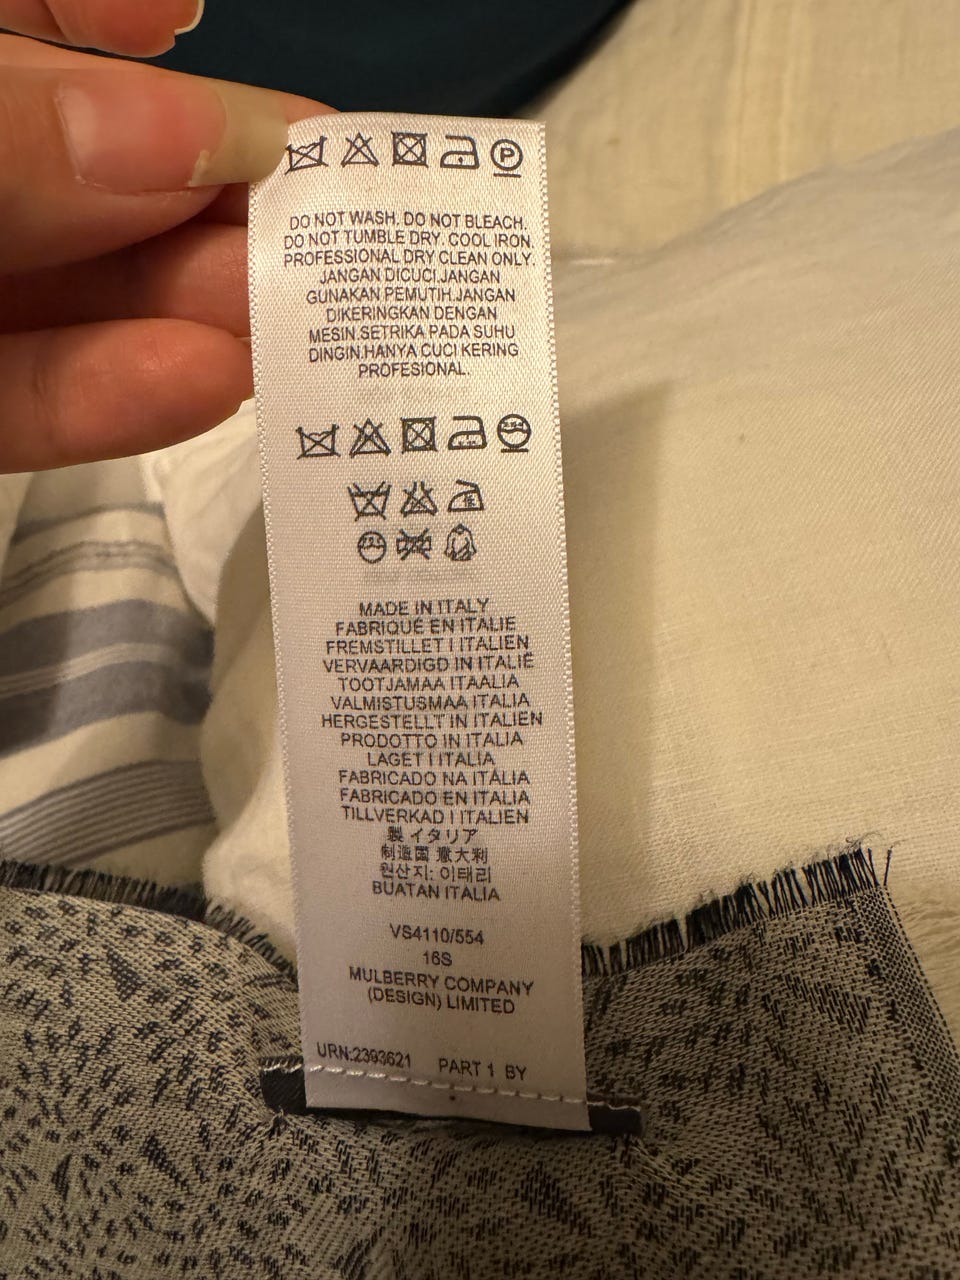 P
DO NOT WASH. DO NOT BLEACH.
DO NOT TUMBLE DRY. COOL IRON.
PROFESSIONAL DRY CLEAN ONLY.
JANGAN DICUCI.JANGAN
GUNAKAN PEMUTIH.JANGAN
DIKERINGKAN DENGAN
MESIN.SETRIKA PADA SUHU
DINGIN.HANYA CUCI KERING
PROFESIONAL.
MADE IN ITALY
FABRIQUÉ EN ITALIE
FREMSTILLET I ITALIEN
VERVAARDIGD IN ITALIË
TOOTJAMAA ITAALIA
VALMISTUSMAA ITALIA
HERGESTELLT IN ITALIEN
PRODOTTO IN ITALIA
LAGET I ITALIA
FABRICADO NA ITÁLIA
FABRICADO EN ITALIA
TILLVERKAD I ITALIEN
製 イタリア
制造国 意大利
원산지: 이태리
BUATAN ITALIA
VS4110/554
16S
MULBERRY COMPANY
(DESIGN) LIMITED
URN:2393621 PART 1 BY